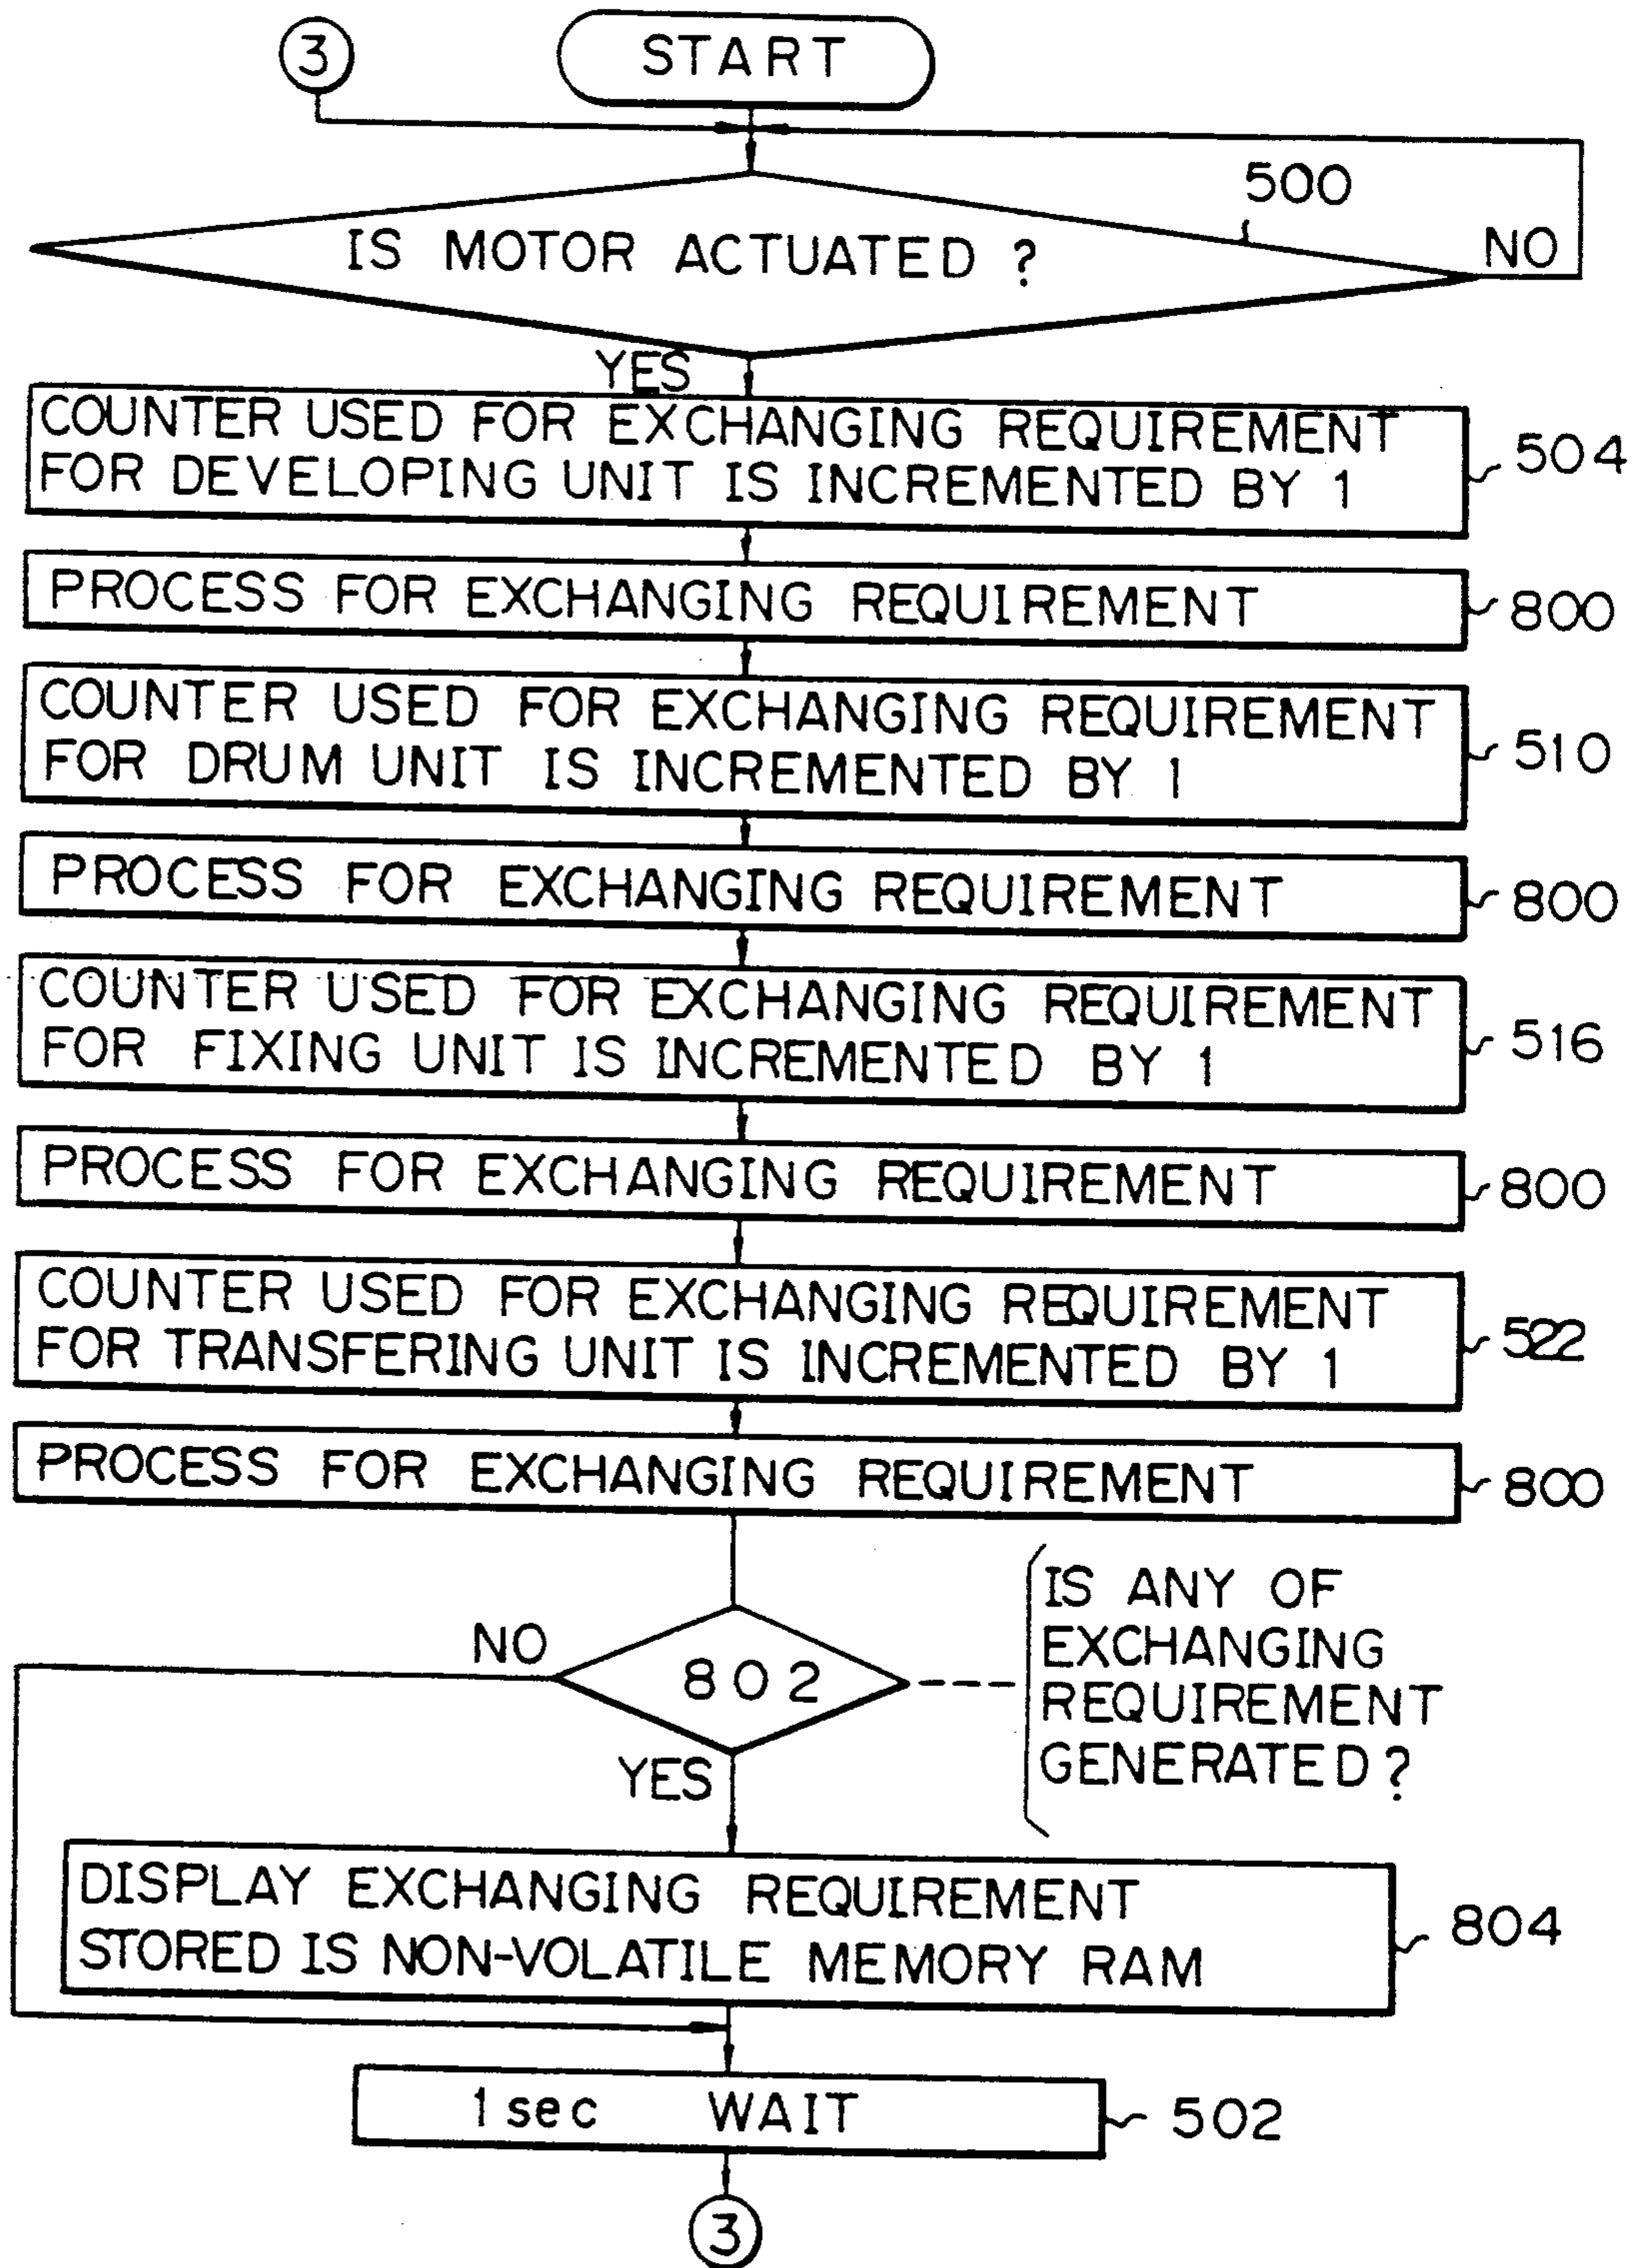 3
START
500
IS MOTOR ACTUATED ?
NO
YES
COUNTER USED FOR EXCHANGING REQUIREMENT
FOR DEVELOPING UNIT IS INCREMENTED BY 1
504
PROCESS FOR EXCHANGING REQUIREMENT
800
COUNTER USED FOR EXCHANGING REQUIREMENT
FOR DRUM UNIT IS INCREMENTED BY 1
510
PROCESS FOR EXCHANGING REQUIREMENT
800
COUNTER USED FOR EXCHANGING REQUIREMENT
FOR FIXING UNIT IS INCREMENTED BY 1
516
PROCESS FOR EXCHANGING REQUIREMENT
800
COUNTER USED FOR EXCHANGING REQUIREMENT
FOR TRANSFERING UNIT IS INCREMENTED BY 1
522
PROCESS FOR EXCHANGING REQUIREMENT
800
NO
802
IS ANY OF
EXCHANGING
REQUIREMENT
GENERATED ?
YES
DISPLAY EXCHANGING REQUIREMENT
STORED IS NON-VOLATILE MEMORY RAM
804
1 sec WAIT
502
3